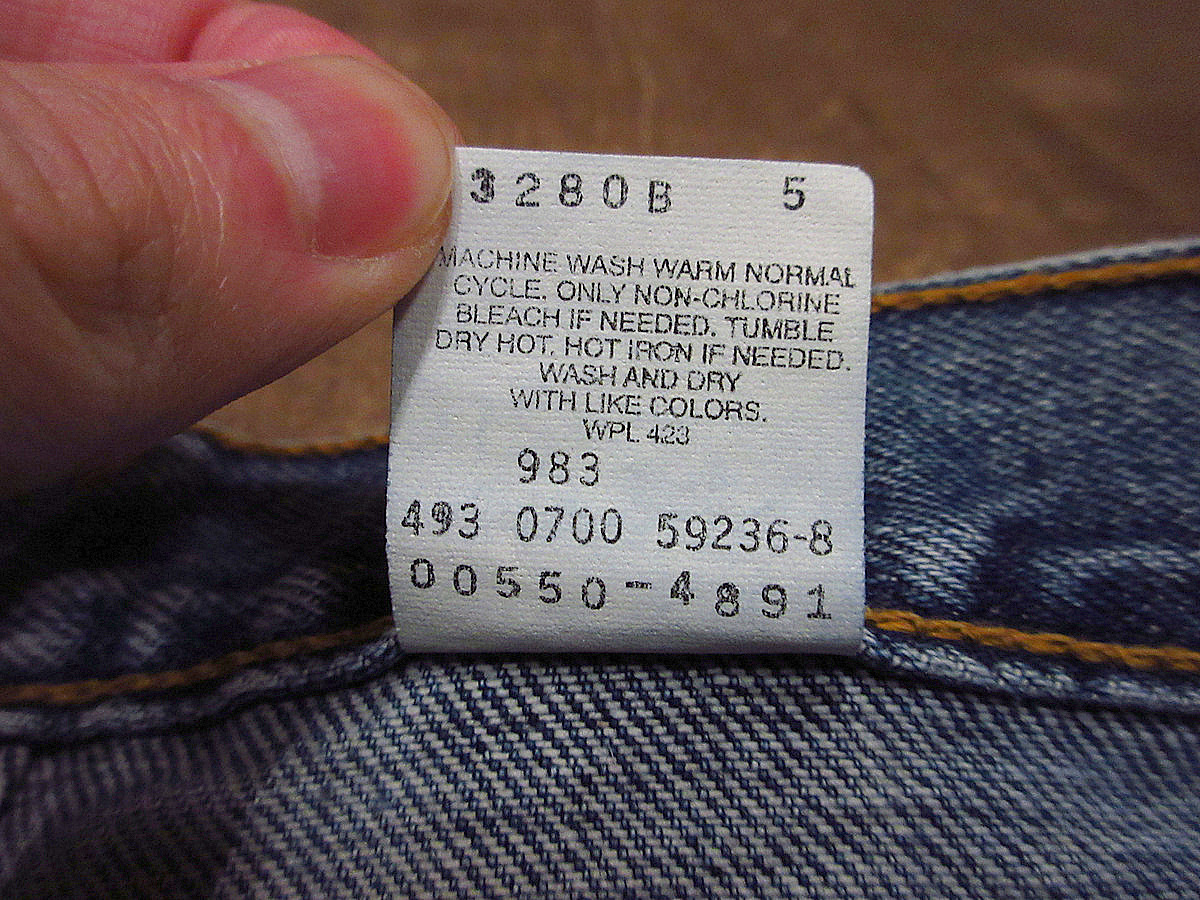 3280B 5
MACHINE WASH WARM NORMAL
CYCLE. ONLY NON-CHLORINE
BLEACH IF NEEDED. TUMBLE
DRY HOT. HOT IRON IF NEEDED.
WASH AND DRY
WITH LIKE COLORS.
WPL 423
983
493 0700 59236-8
00550-4891